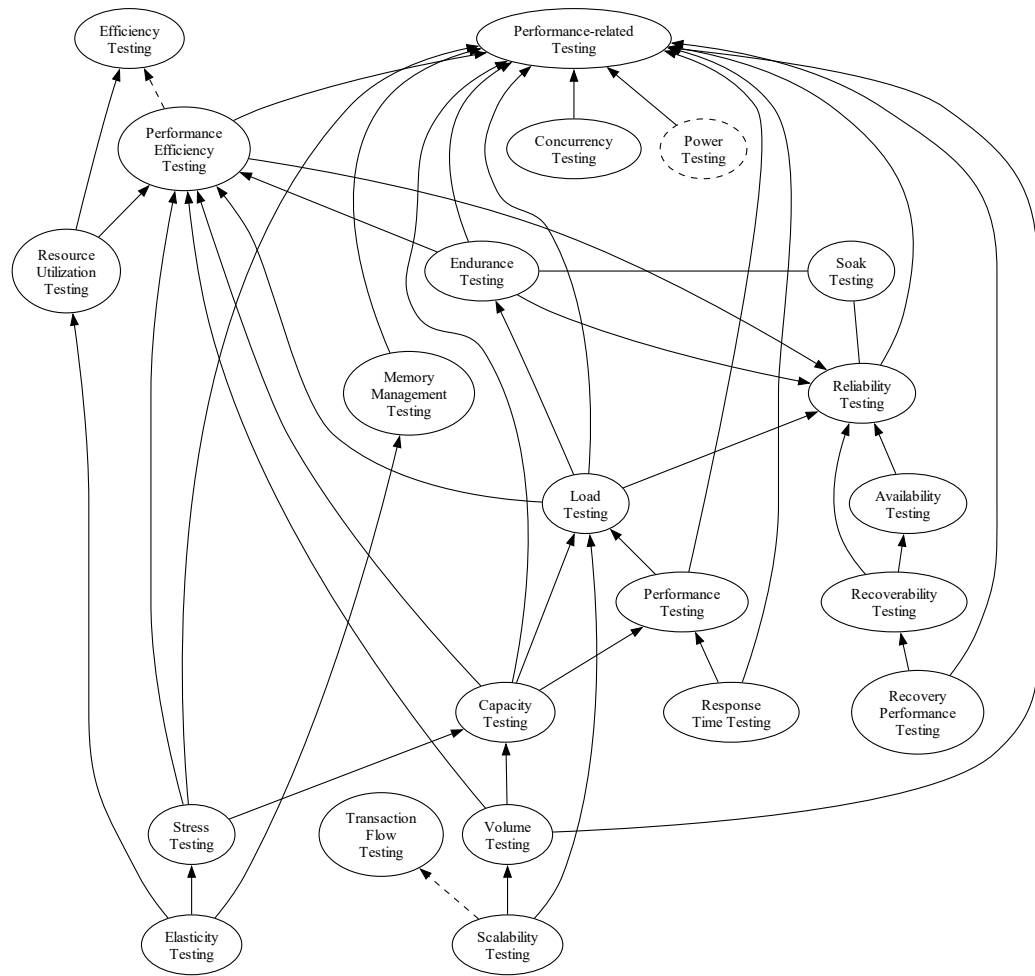 Efficiency
Testing
Performance-related
Testing
Performance
Efficiency
Testing
Concurrency
Testing
Power
Testing
Resource
Utilization
Testing
Endurance
Testing
Soak
Testing
Memory
Management
Testing
Reliability
Testing
Load
Testing
Availability
Testing
Performance
Testing
Recoverability
Testing
Capacity
Testing
Response
Time Testing
Recovery
Performance
Testing
Stress
Testing
Transaction
Flow
Testing
Volume
Testing
Elasticity
Testing
Scalability
Testing